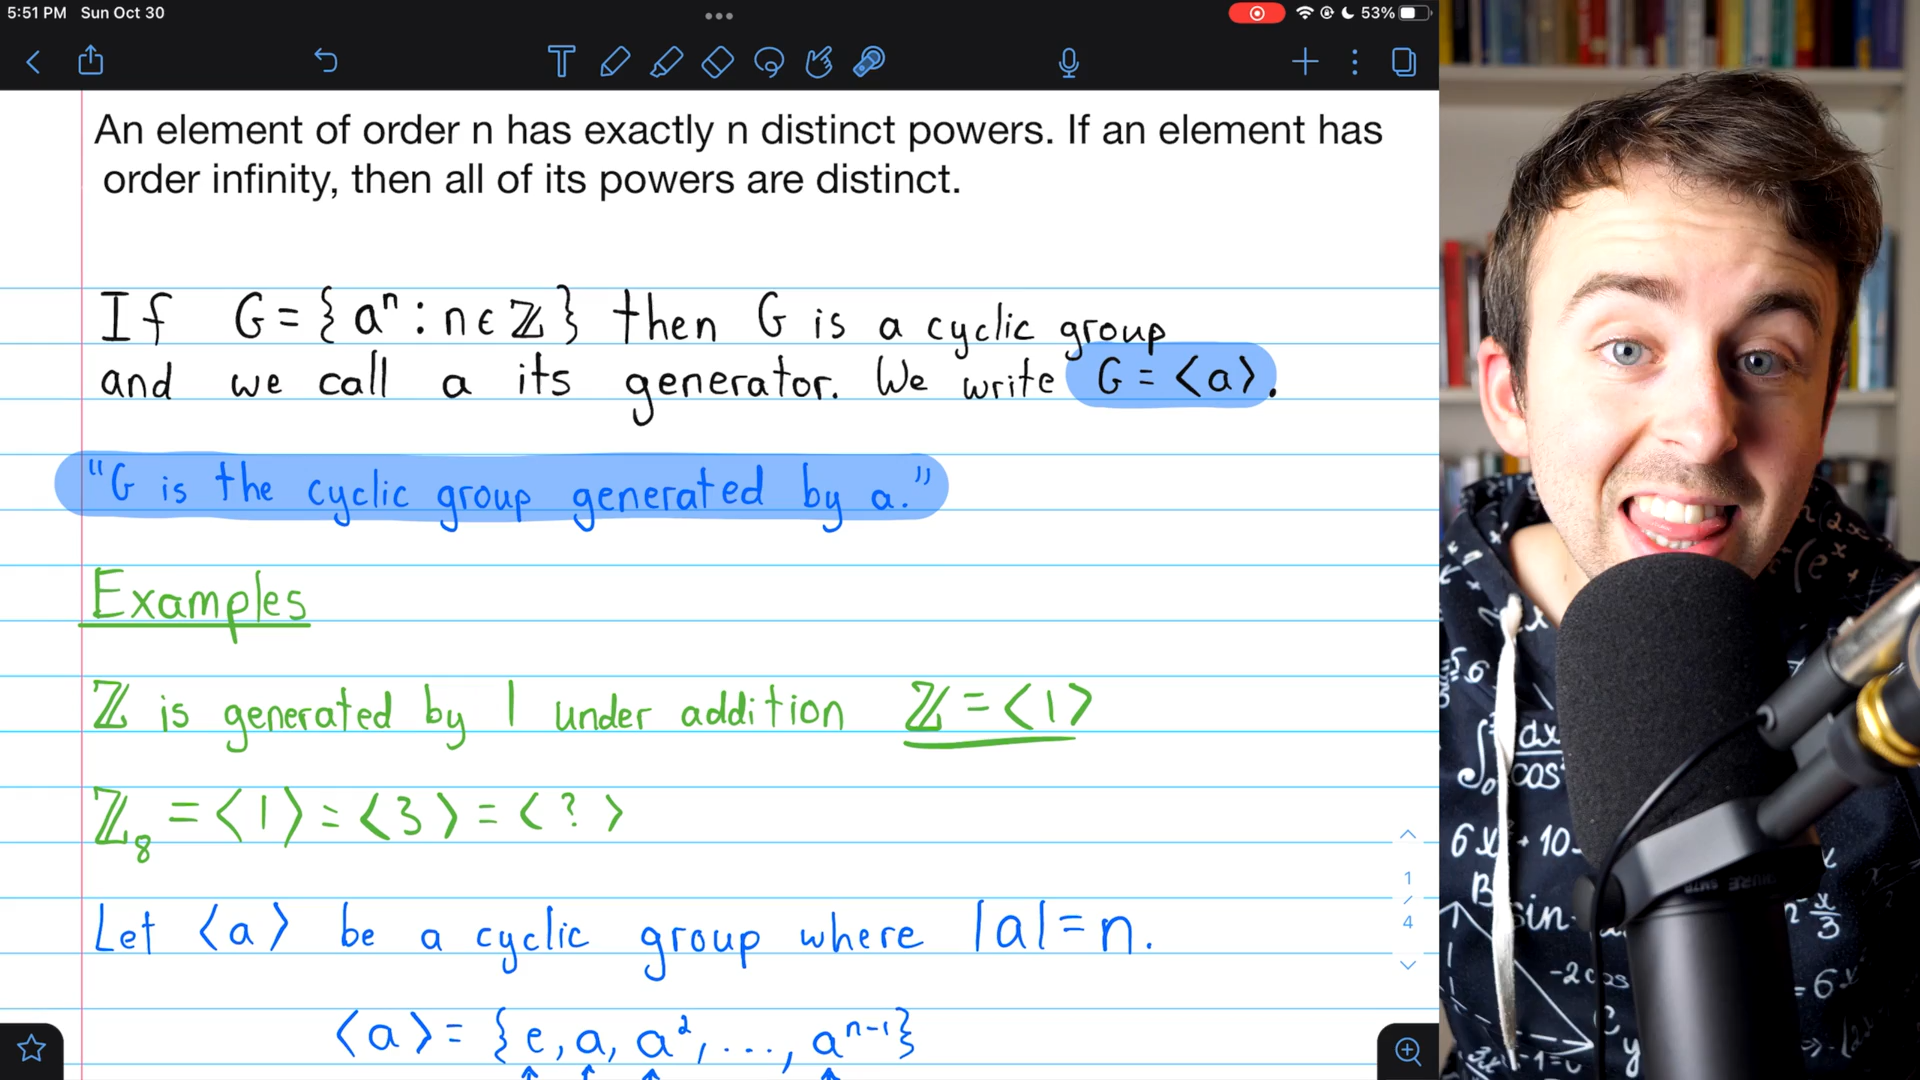 5:51 PM Sun Oct 30
53%
An element of order n has exactly n distinct powers. If an element has
order infinity, then all of its powers are distinct.
If G = {aⁿ : n ∈ ℤ} then G is a cyclic group
and we call a its generator. We write G = ⟨a⟩.
"G is the cyclic group generated by a."
Examples
ℤ is generated by 1 under addition ℤ = ⟨1⟩
ℤ₈ = ⟨1⟩ = ⟨3⟩ = ⟨?⟩
Let ⟨a⟩ be a cyclic group where |a| = n.
⟨a⟩ = {e, a, a², ..., aⁿ⁻¹}
1
/
4